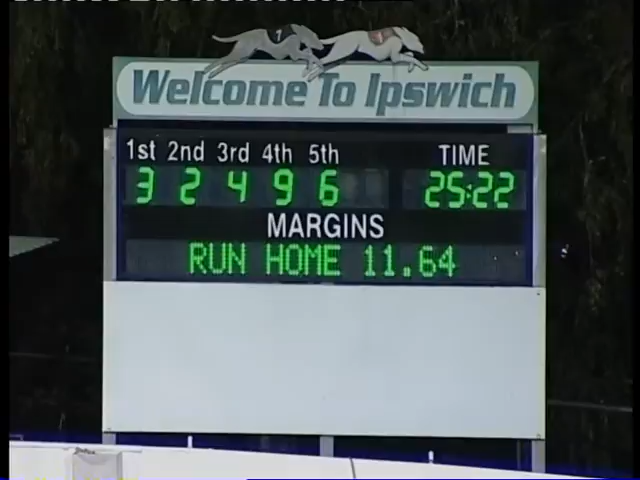 Welcome To Ipswich
1st 2nd 3rd 4th 5th TIME
3 2 4 9 6 25:22
MARGINS
RUN HOME 11.64